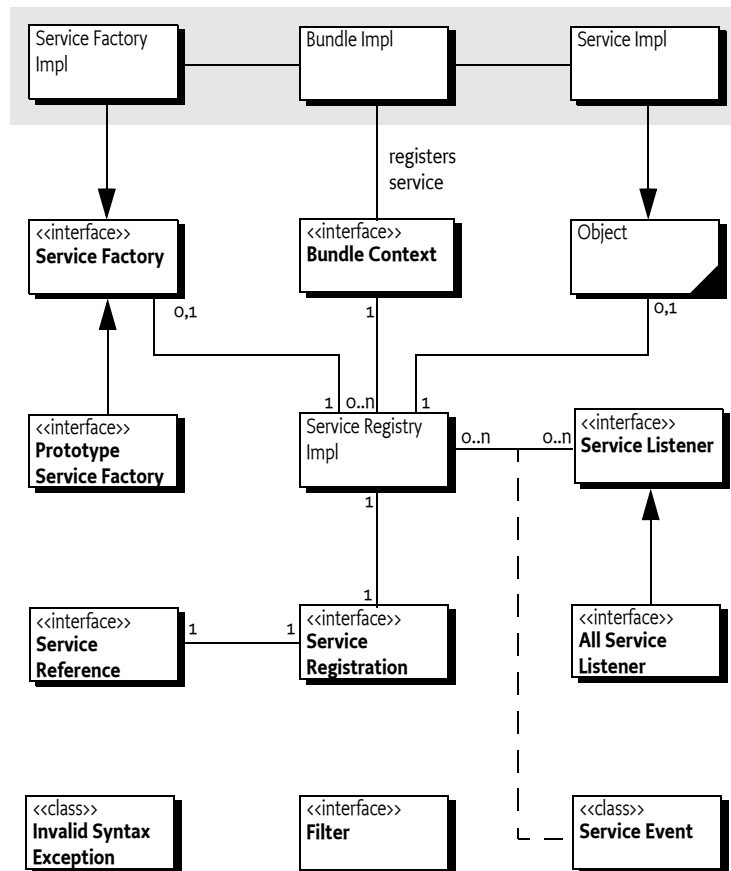 Service Factory
Impl
Bundle Impl
Service Impl
registers
service
<<interface>>
Service Factory
<<interface>>
Bundle Context
Object
0,1
1
0,1
1
0..n
1
<<interface>>
Prototype
Service Factory
Service Registry
Impl
0..n
0..n
<<interface>>
Service Listener
1
1
<<interface>>
Service
Reference
1
1
<<interface>>
Service
Registration
<<interface>>
All Service
Listener
<<class>>
Invalid Syntax
Exception
<<interface>>
Filter
<<class>>
Service Event